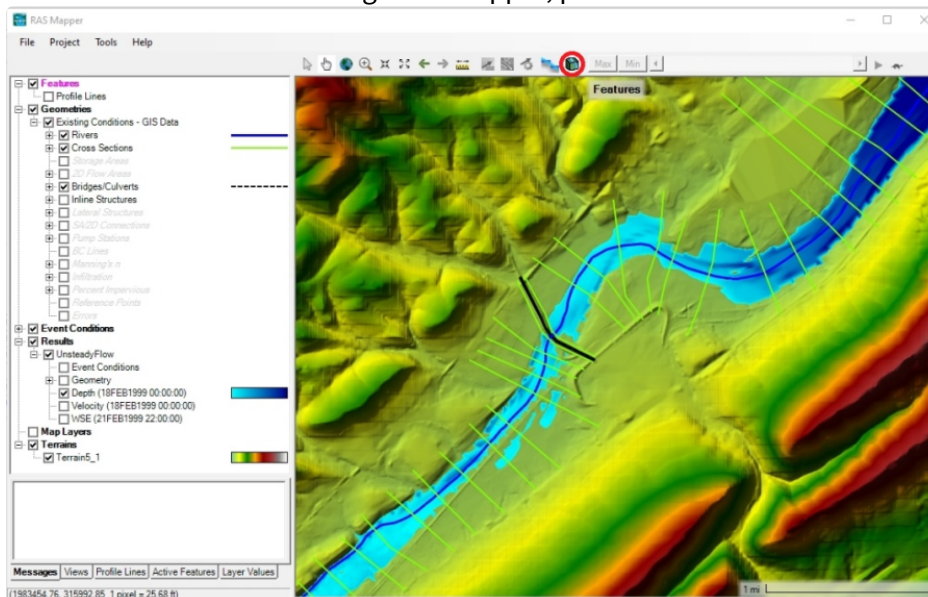 RAS Mapper
File Project Tools Help
Max Min
Features
Features
Profile Lines
Geometries
Existing Conditions - GIS Data
Rivers
Cross Sections
Storage Areas
2D Flow Areas
Bridges/Culverts
Inline Structures
Lateral Structures
SA/2D Connections
Pump Stations
BC Lines
Manning's n
Infiltration
Percent Impervious
Reference Points
Errors
Event Conditions
Results
UnsteadyFlow
Event Conditions
Geometry
Depth (18FEB1999 00:00:00)
Velocity (18FEB1999 00:00:00)
WSE (21FEB1999 22:00:00)
Map Layers
Terrains
Terrain5_1
Messages Views Profile Lines Active Features Layer Values
1 mi
(1983454.76, 315992.85 1 pixel = 25.68 ft)